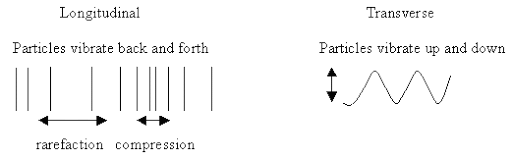 Longitudinal
Particles vibrate back and forth
rarefaction compression
Transverse
Particles vibrate up and down